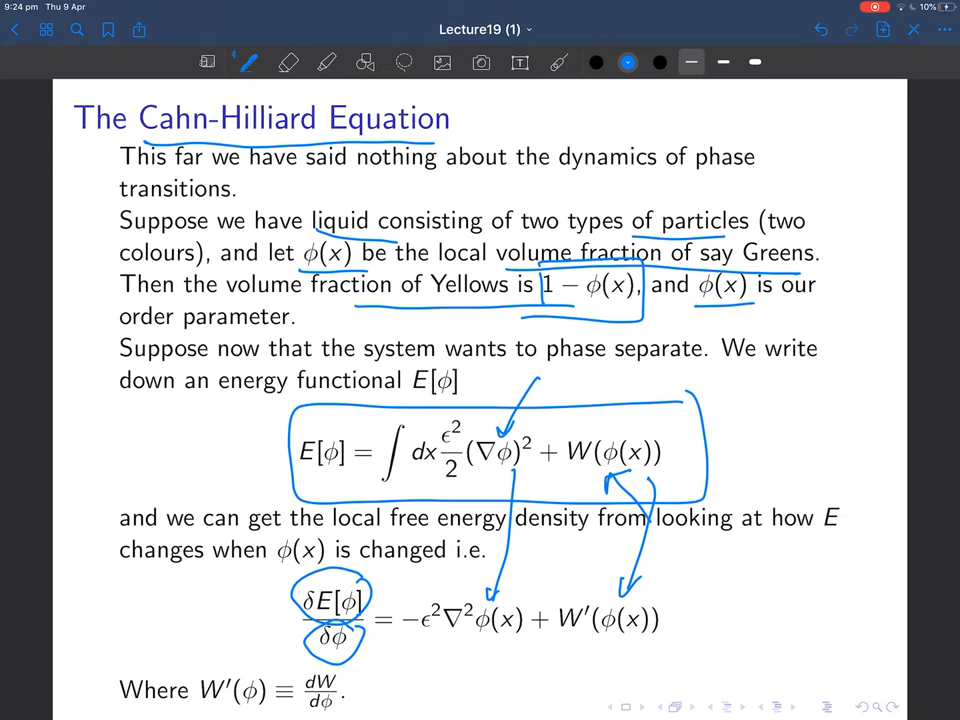 9:24 pm Thu 9 Apr 10%
Lecture19 (1)
The Cahn-Hilliard Equation
This far we have said nothing about the dynamics of phase
transitions.
Suppose we have liquid consisting of two types of particles (two
colours), and let ϕ(x) be the local volume fraction of say Greens.
Then the volume fraction of Yellows is 1 − ϕ(x), and ϕ(x) is our
order parameter.
Suppose now that the system wants to phase separate. We write
down an energy functional E[ϕ]
E[ϕ] = ∫ dx ϵ²/2 (∇ϕ)² + W(ϕ(x))
and we can get the local free energy density from looking at how E
changes when ϕ(x) is changed i.e.
δE[ϕ]/δϕ = −ϵ²∇²ϕ(x) + W′(ϕ(x))
Where W′(ϕ) ≡ dW/dϕ.